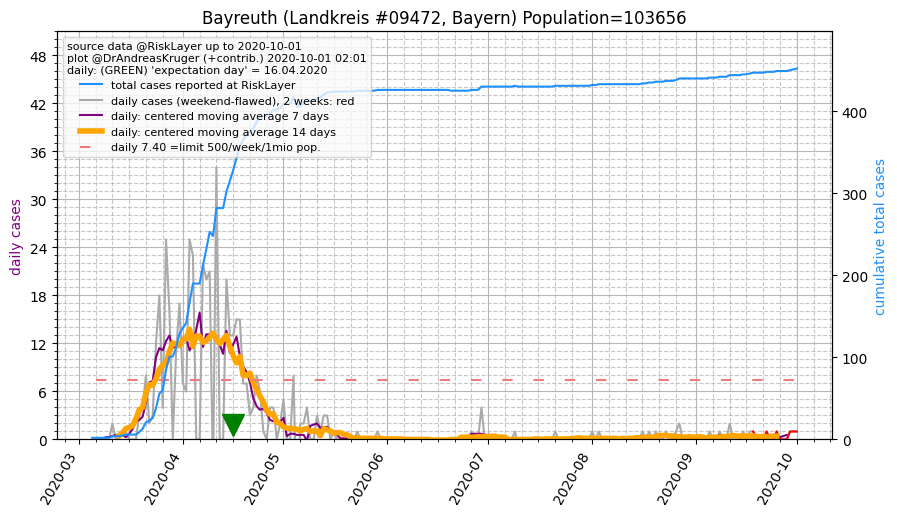 Bayreuth (Landkreis #09472, Bayern) Population=103656
source data @RiskLayer up to 2020-10-01
plot @DrAndreasKruger (+contrib.) 2020-10-01 02:01
daily: (GREEN) 'expectation day' = 16.04.2020
total cases reported at RiskLayer
daily cases (weekend-flawed), 2 weeks: red
daily: centered moving average 7 days
daily: centered moving average 14 days
daily 7.40 =limit 500/week/1mio pop.
daily cases
48
42
36
30
24
18
12
6
0
cumulative total cases
400
300
200
100
0
2020-03
2020-04
2020-05
2020-06
2020-07
2020-08
2020-09
2020-10